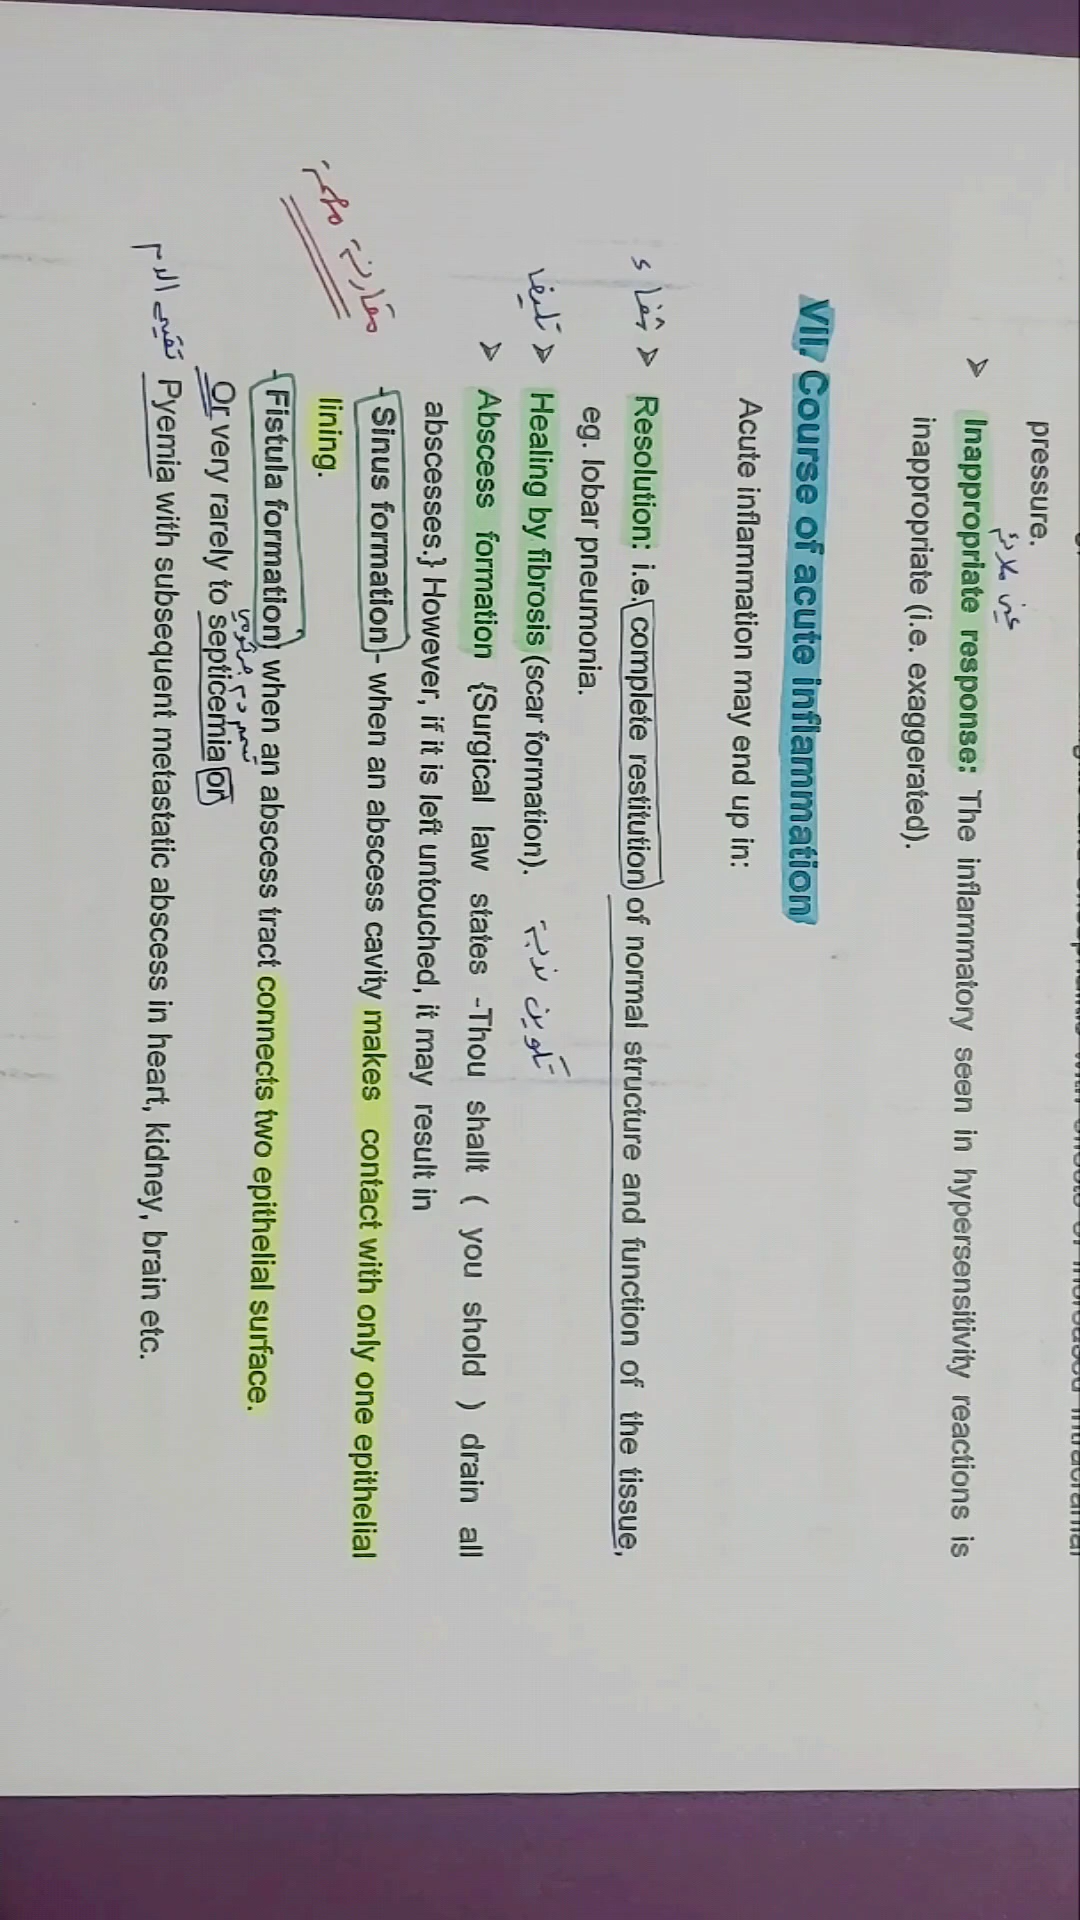 pressure.
غير ملائم
Inappropriate response: The inflammatory seen in hypersensitivity reactions is
inappropriate (i.e. exaggerated).
VII. Course of acute inflammation
Acute inflammation may end up in:
شفاء ➢ Resolution: i.e. complete restitution of normal structure and function of the tissue,
eg. lobar pneumonia.
تليف ➢ Healing by fibrosis (scar formation). تكوين ندبة
➢ Abscess formation {Surgical law states -Thou shallt ( you shold ) drain all
abscesses.} However, if it is left untouched, it may result in
مقارنة مهمة
- Sinus formation - when an abscess cavity makes contact with only one epithelial
lining.
- Fistula formation: when an abscess tract connects two epithelial surface.
تسمم دم جرثومي
Or very rarely to septicemia or
تقيح الدم Pyemia with subsequent metastatic abscess in heart, kidney, brain etc.